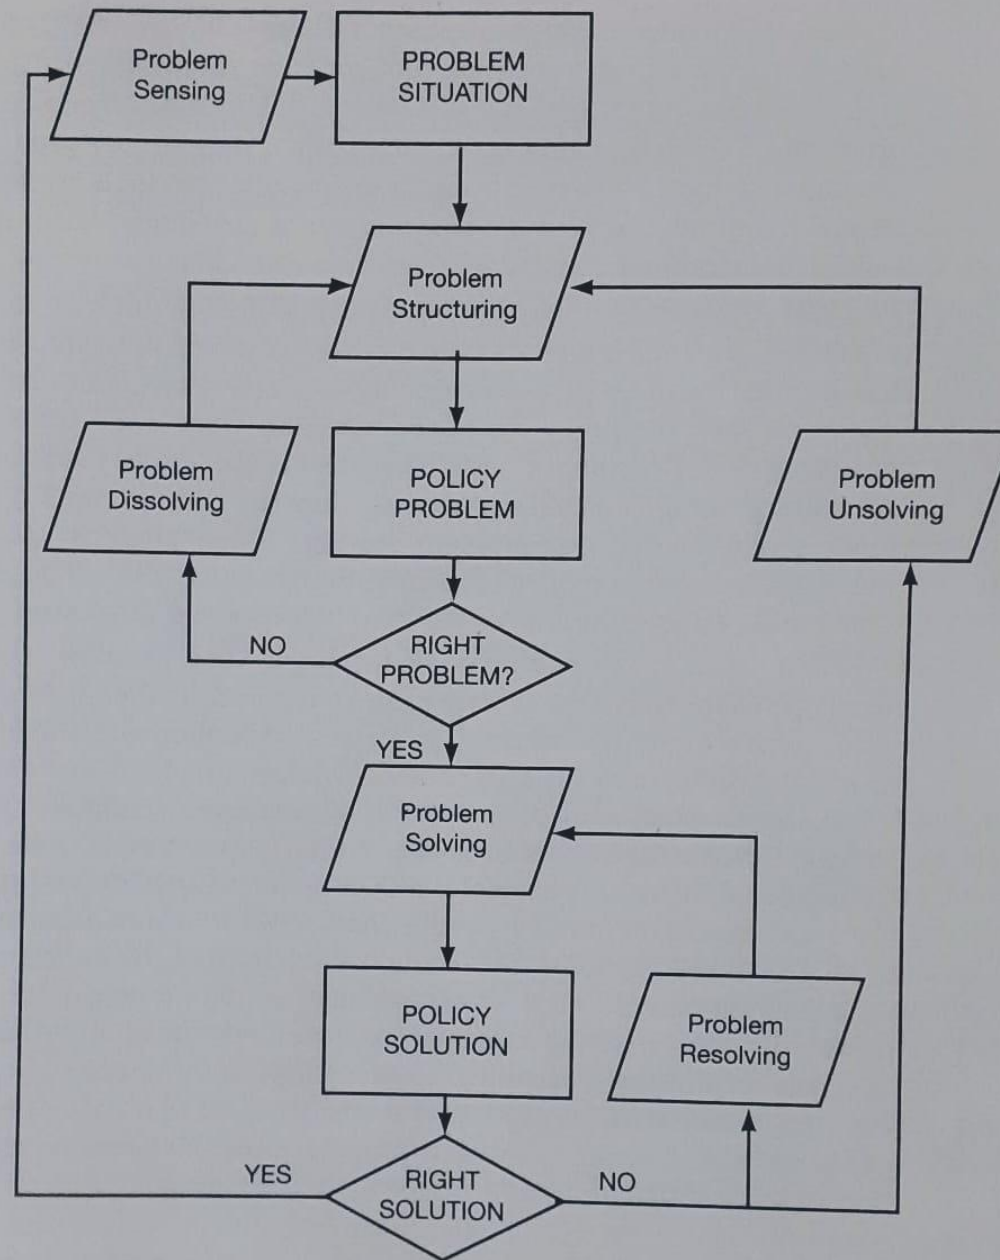 Problem
Sensing
PROBLEM
SITUATION
Problem
Structuring
Problem
Dissolving
POLICY
PROBLEM
Problem
Unsolving
NO
RIGHT
PROBLEM?
YES
Problem
Solving
POLICY
SOLUTION
Problem
Resolving
YES
RIGHT
SOLUTION
NO